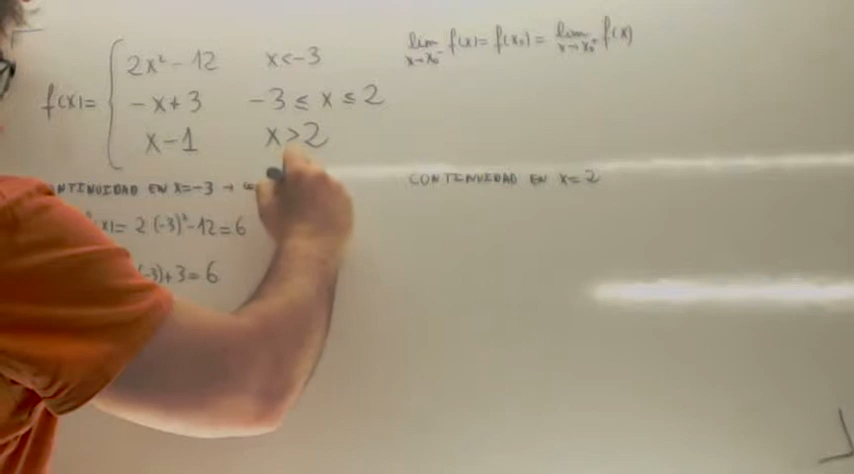 f(x)= { 2x² - 12 x < -3
- x + 3 -3 ≤ x ≤ 2
x - 1 x > 2
lim x→x₀⁻ f(x) = f(x₀) = lim x→x₀⁺ f(x)
NTINUIDAD EN x=-3 →
(x)= 2·(-3)²-12=6
(-3)+3=6
CONTINUIDAD EN x=2